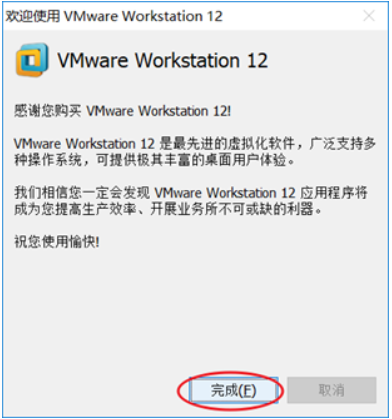 欢迎使用 VMware Workstation 12
VMware Workstation 12
感谢您购买 VMware Workstation 12!
VMware Workstation 12 是最先进的虚拟化软件，广泛支持多
种操作系统，可提供极其丰富的桌面用户体验。
我们相信您一定会发现 VMware Workstation 12 应用程序将
成为您提高生产效率、开展业务所不可或缺的利器。
祝您使用愉快!
完成(F)
取消